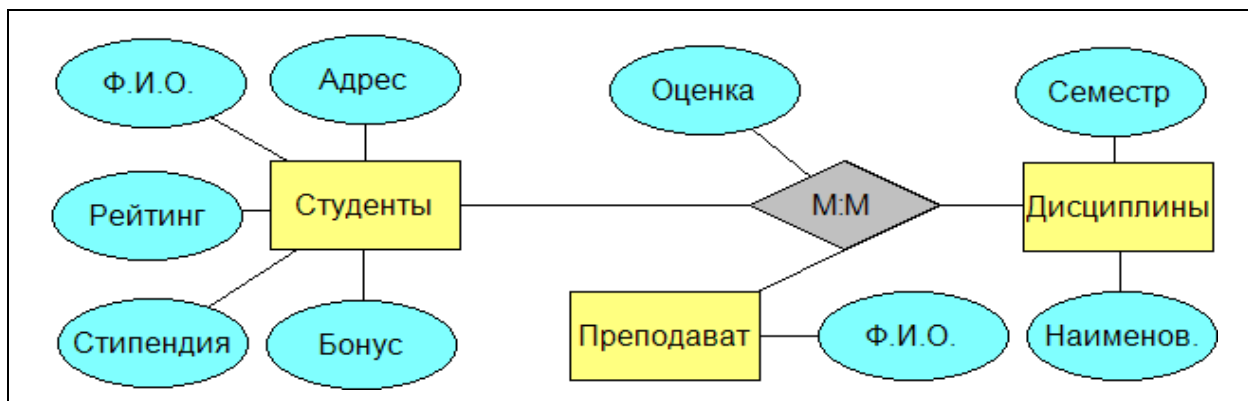 Ф.И.О.
Адрес
Оценка
Семестр
Рейтинг
Студенты
М:М
Дисциплины
Стипендия
Бонус
Преподават
Ф.И.О.
Наименов.